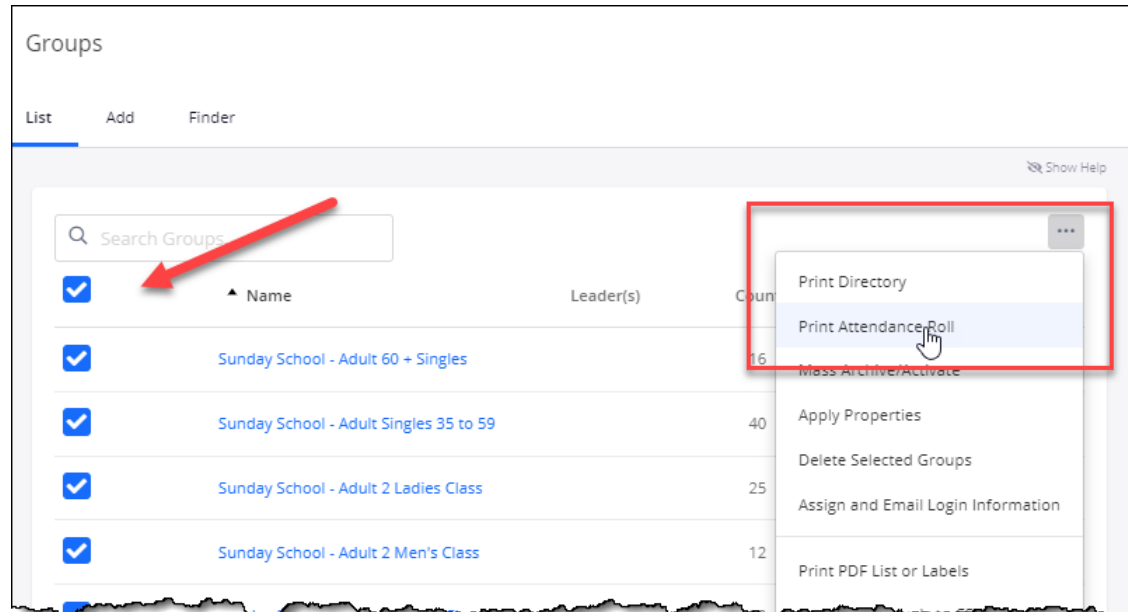 Groups
List Add Finder
Show Help
Search Groups
...
Name Leader(s) Coun
Print Directory
Print Attendance Roll
Sunday School - Adult 60 + Singles 16
Mass Archive/Activate
Sunday School - Adult Singles 35 to 59 40
Apply Properties
Delete Selected Groups
Sunday School - Adult 2 Ladies Class 25
Assign and Email Login Information
Sunday School - Adult 2 Men's Class 12
Print PDF List or Labels